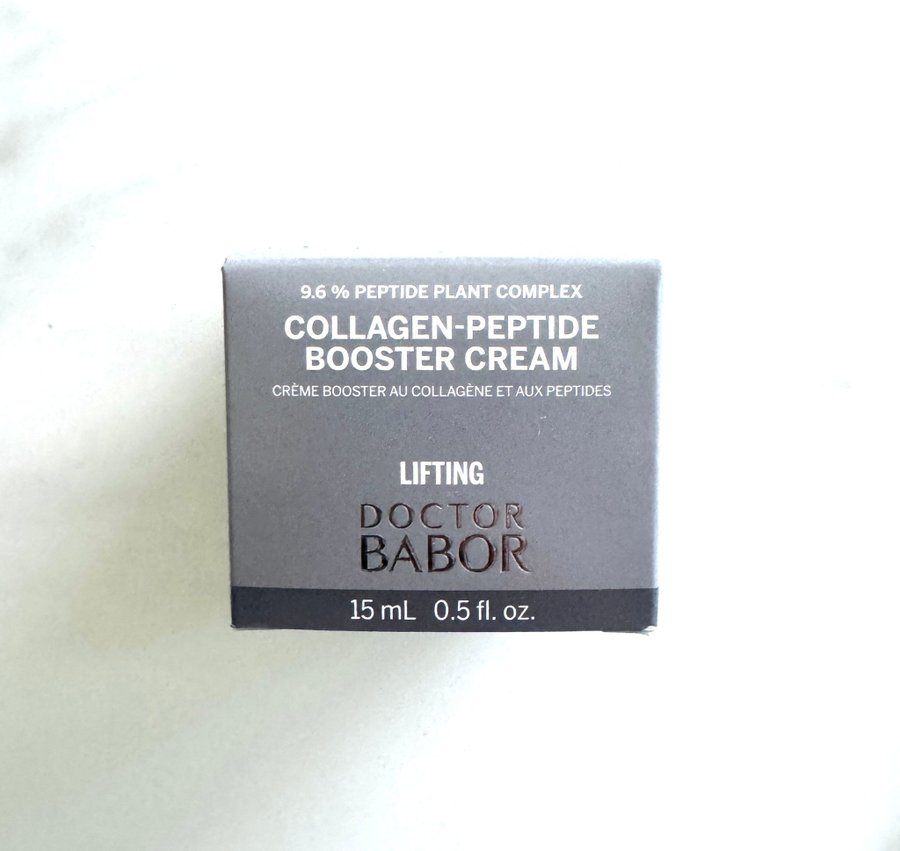 9.6 % PEPTIDE PLANT COMPLEX
COLLAGEN-PEPTIDE
BOOSTER CREAM
CRÈME BOOSTER AU COLLAGÈNE ET AUX PEPTIDES
LIFTING
DOCTOR
BABOR
15 mL 0.5 fl. oz.